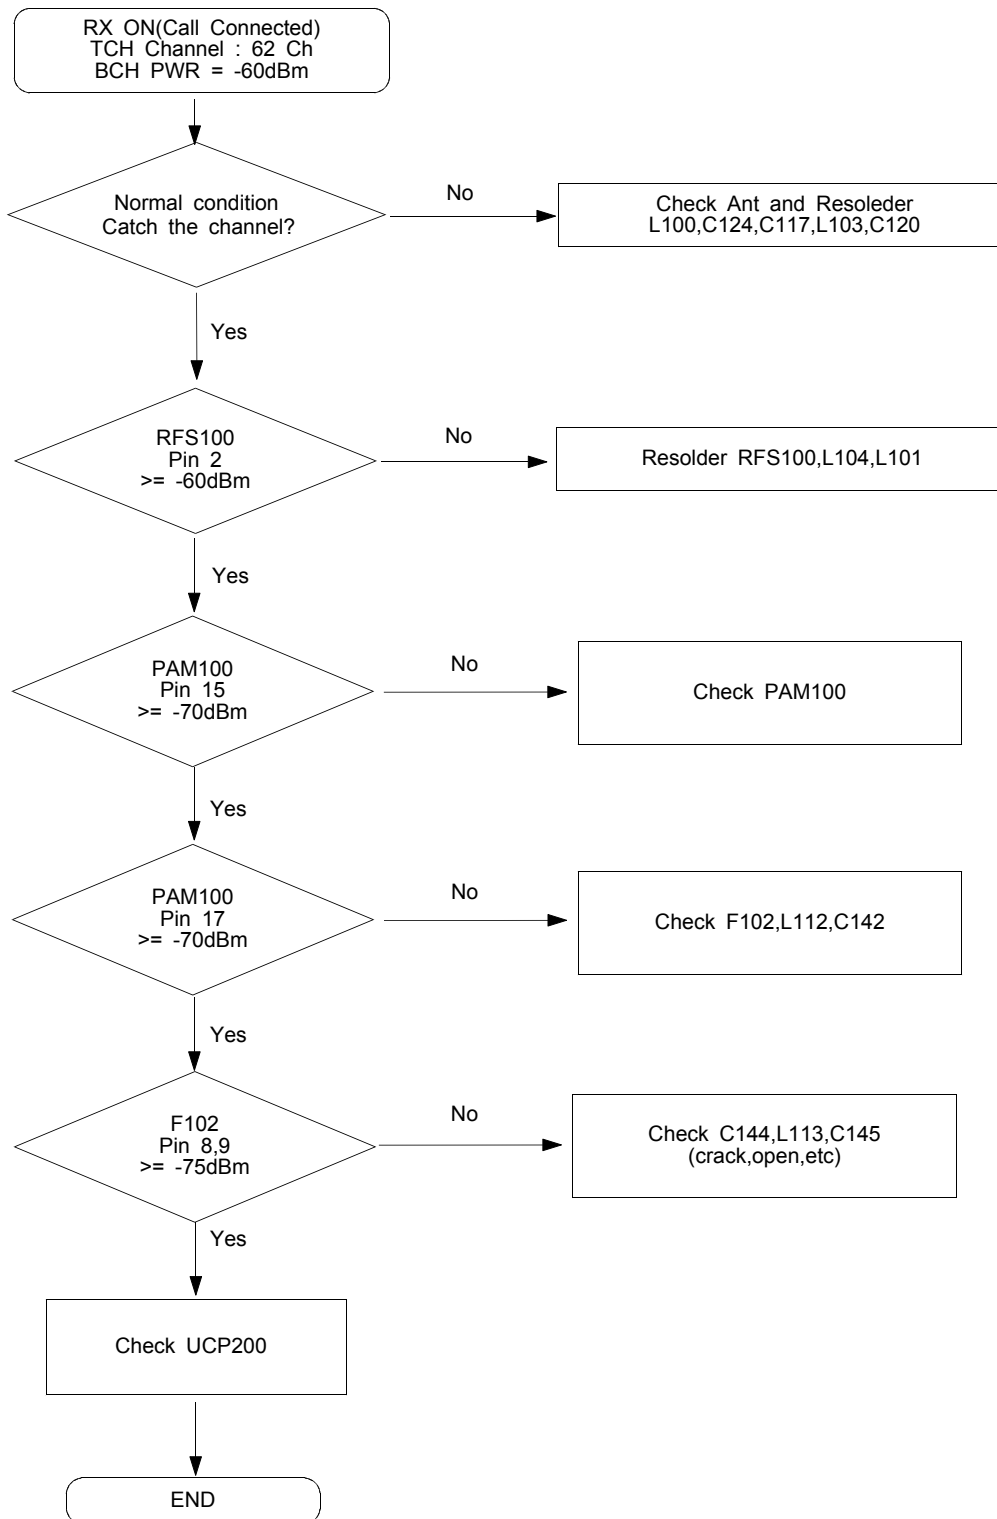 RX ON(Call Connected)
TCH Channel : 62 Ch
BCH PWR = -60dBm
Normal condition
Catch the channel?
No
Check Ant and Resoleder
L100,C124,C117,L103,C120
Yes
RFS100
Pin 2
>= -60dBm
No
Resolder RFS100,L104,L101
Yes
PAM100
Pin 15
>= -70dBm
No
Check PAM100
Yes
PAM100
Pin 17
>= -70dBm
No
Check F102,L112,C142
Yes
F102
Pin 8,9
>= -75dBm
No
Check C144,L113,C145
(crack,open,etc)
Yes
Check UCP200
END